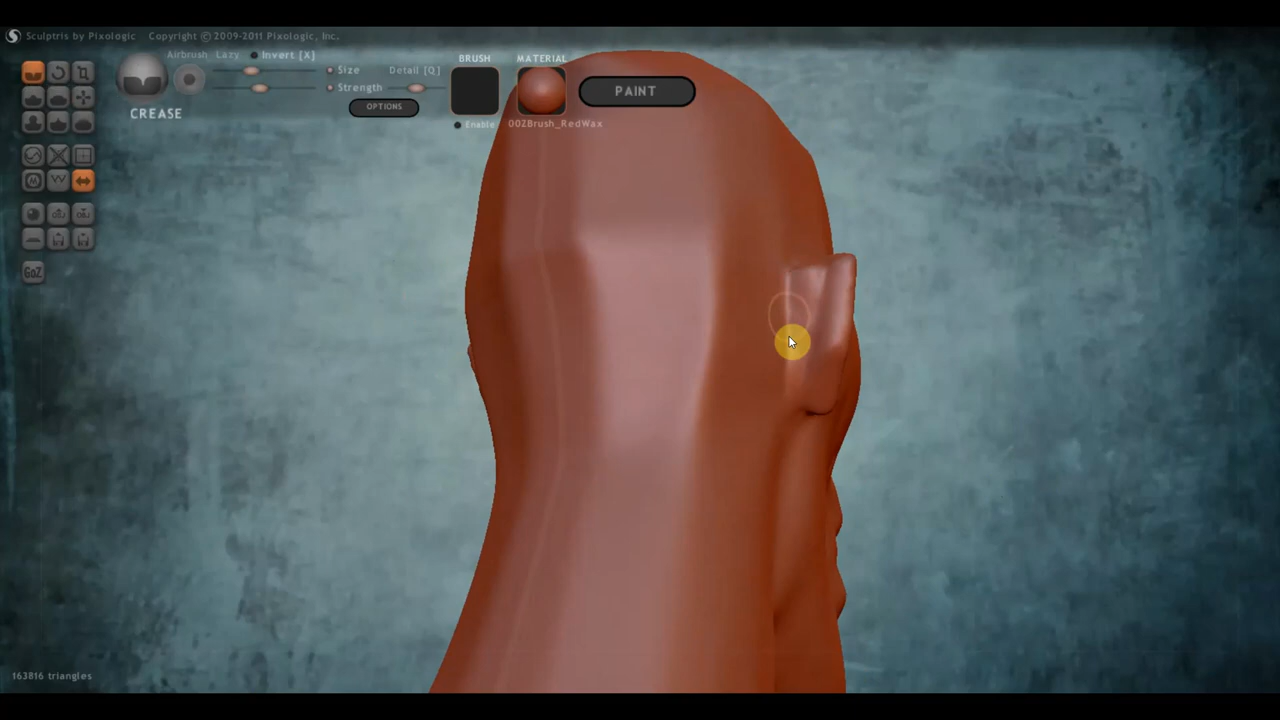 Sculptris by Pixologic Copyright © 2009-2011 Pixologic, Inc.
Airbrush Lazy Invert [X]
Size Detail [Q]
Strength
OPTIONS
CREASE
BRUSH
Enable
MATERIAL
00ZBrush_RedWax
PAINT
GoZ
163816 triangles